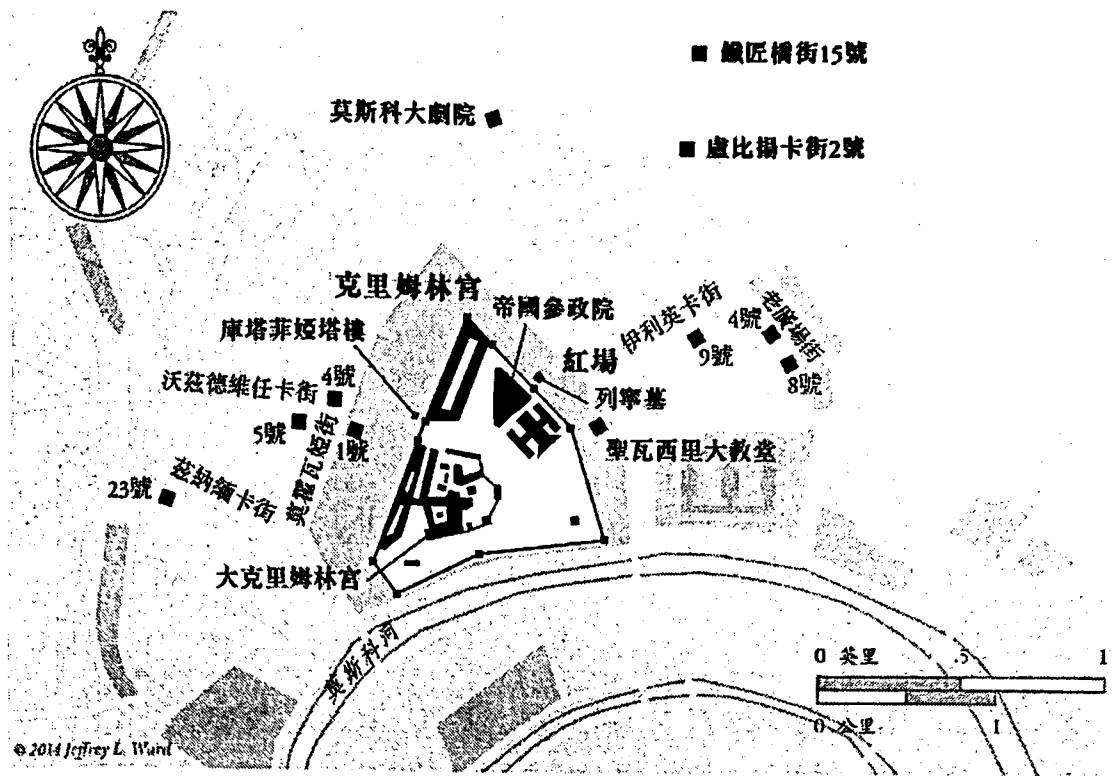 鐵匠橋街15號
莫斯科大劇院
盧比揚卡街2號
克里姆林宮
帝國參政院
庫塔菲婭塔樓
紅場
伊利英卡街
9號
老廣場街
4號
8號
列寧墓
聖瓦西里大教堂
沃茲德維任卡街
4號
5號
莫霍瓦婭街
1號
茲納緬卡街
23號
大克里姆林宮
莫斯科河
0 英里 .5 1
0 公里 1
© 2014 Jeffrey L. Ward